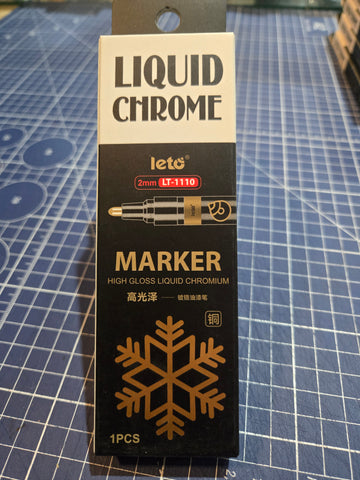 LIQUID
CHROME
leto
2mm LT-1110
MARKER
HIGH GLOSS LIQUID CHROMIUM
高光泽 — 镀铬油漆笔
铜
1PCS